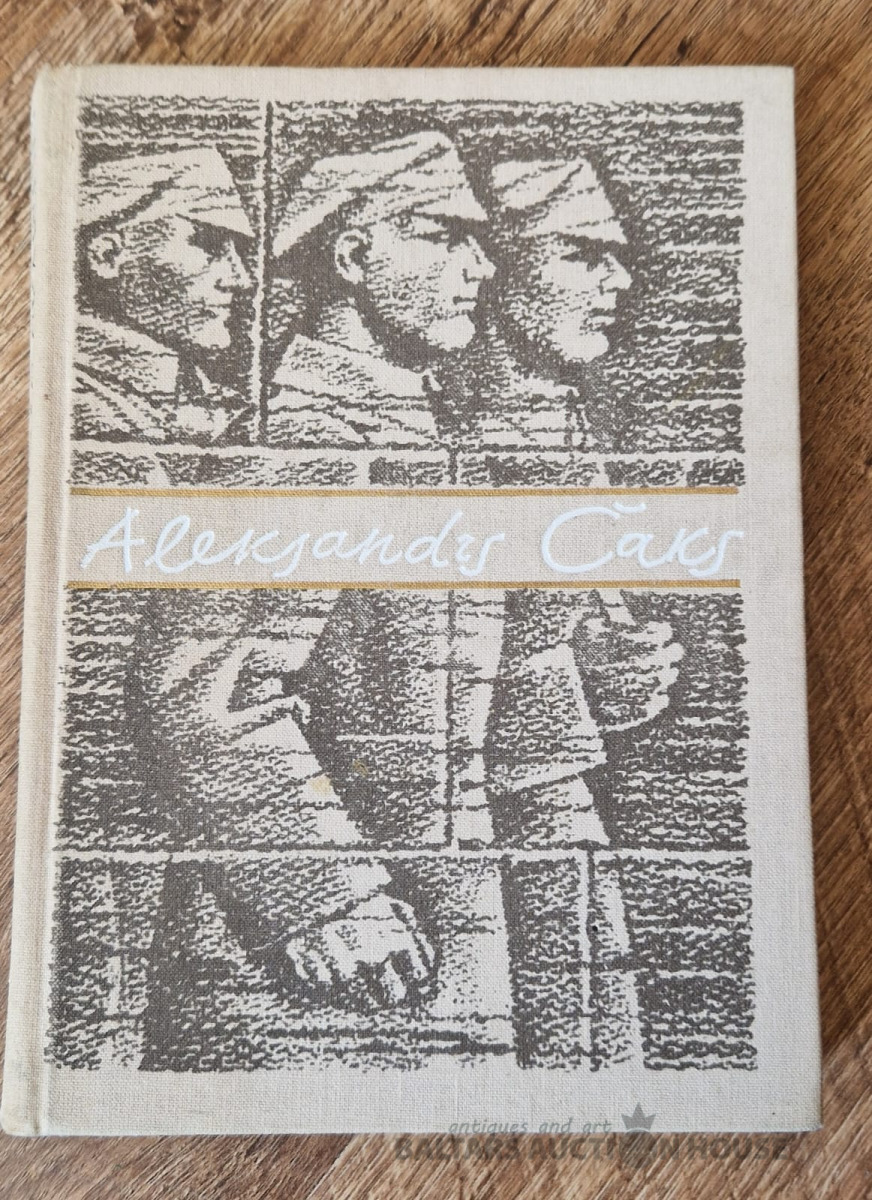 Aleksandrs Čaks
antiques and art
BALTARS AUCTION HOUSE